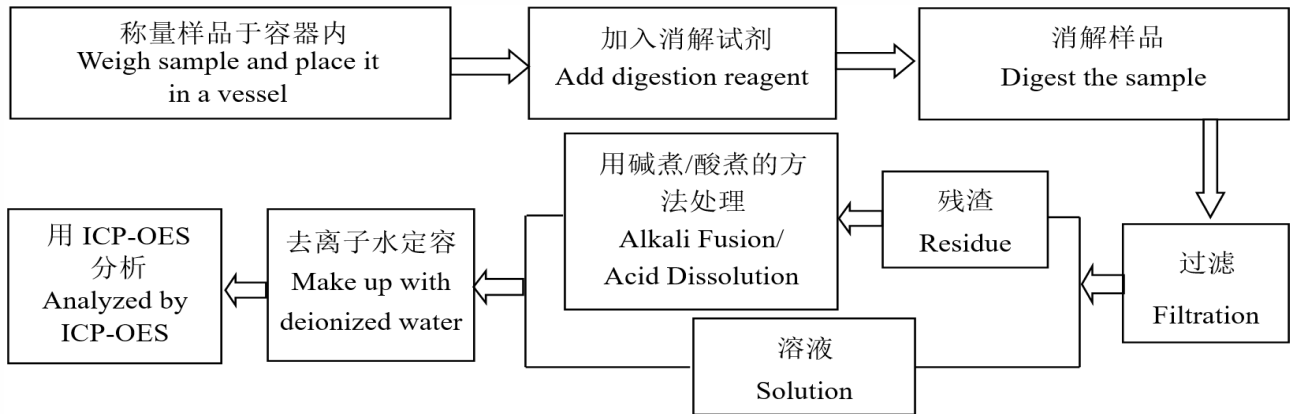 称量样品于容器内
Weigh sample and place it
in a vessel
加入消解试剂
Add digestion reagent
消解样品
Digest the sample
过滤
Filtration
残渣
Residue
用碱煮/酸煮的方
法处理
Alkali Fusion/
Acid Dissolution
溶液
Solution
去离子水定容
Make up with
deionized water
用 ICP-OES
分析
Analyzed by
ICP-OES